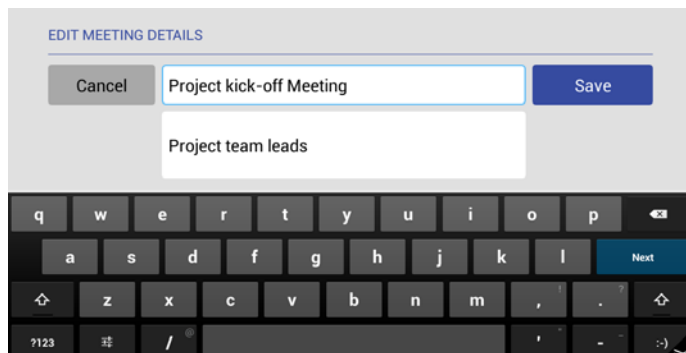 EDIT MEETING DETAILS
Cancel Project kick-off Meeting Save
Project team leads
q w e r t y u i o p
a s d f g h j k l Next
z x c v b n m , ! . ?
?123 / @ ' " - _ :-)